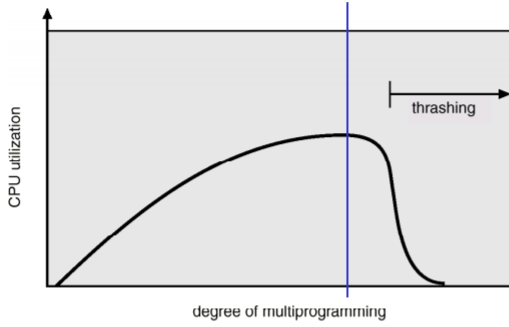 thrashing
CPU utilization
degree of multiprogramming